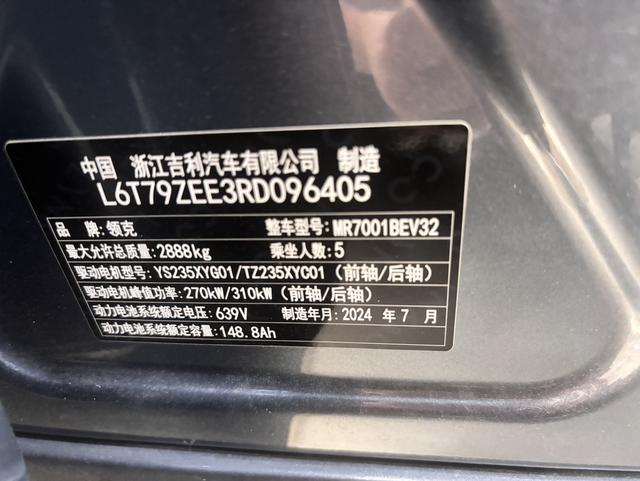 中国 浙江吉利汽车有限公司 制造
L6T79ZEE3RD096405
品 牌:领克 整车型号:MR7001BEV32
最大允许总质量:2888kg 乘坐人数:5
驱动电机型号:YS235XYG01/TZ235XYC01 (前轴/后轴)
驱动电机峰值功率:270kW/310kW (前轴/后轴)
动力电池系统额定电压:639V 制造年月:2024 年 7 月
动力电池系统额定容量:148.8Ah